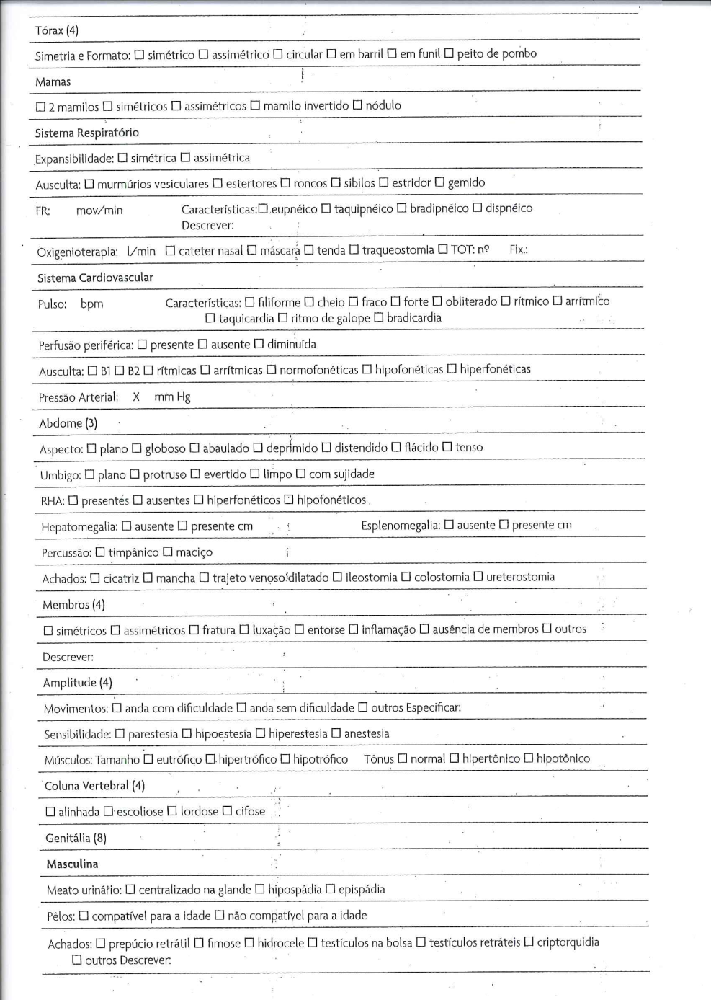 Tórax (4)
Simetria e Formato: ☐ simétrico ☐ assimétrico ☐ circular ☐ em barril ☐ em funil ☐ peito de pombo
Mamas
☐ 2 mamilos ☐ simétricos ☐ assimétricos ☐ mamilo invertido ☐ nódulo
Sistema Respiratório
Expansibilidade: ☐ simétrica ☐ assimétrica
Ausculta: ☐ murmúrios vesiculares ☐ estertores ☐ roncos ☐ sibilos ☐ estridor ☐ gemido
FR: mov/min Características: ☐ eupnéico ☐ taquipnéico ☐ bradipnéico ☐ dispnéico
Descrever:
Oxigenioterapia: l/min ☐ cateter nasal ☐ máscara ☐ tenda ☐ traqueostomia ☐ TOT: nº Fix.:
Sistema Cardiovascular
Pulso: bpm Características: ☐ filiforme ☐ cheio ☐ fraco ☐ forte ☐ obliterado ☐ rítmico ☐ arrítmico
☐ taquicardia ☐ ritmo de galope ☐ bradicardia
Perfusão periférica: ☐ presente ☐ ausente ☐ diminuída
Ausculta: ☐ B1 ☐ B2 ☐ rítmicas ☐ arrítmicas ☐ normofonéticas ☐ hipofonéticas ☐ hiperfonéticas
Pressão Arterial: X mm Hg
Abdome (3)
Aspecto: ☐ plano ☐ globoso ☐ abaulado ☐ deprimido ☐ distendido ☐ flácido ☐ tenso
Umbigo: ☐ plano ☐ protruso ☐ evertido ☐ limpo ☐ com sujidade
RHA: ☐ presentes ☐ ausentes ☐ hiperfonéticos ☐ hipofonéticos
Hepatomegalia: ☐ ausente ☐ presente cm Esplenomegalia: ☐ ausente ☐ presente cm
Percussão: ☐ timpânico ☐ maciço
Achados: ☐ cicatriz ☐ mancha ☐ trajeto venoso dilatado ☐ ileostomia ☐ colostomia ☐ ureterostomia
Membros (4)
☐ simétricos ☐ assimétricos ☐ fratura ☐ luxação ☐ entorse ☐ inflamação ☐ ausência de membros ☐ outros
Descrever:
Amplitude (4)
Movimentos: ☐ anda com dificuldade ☐ anda sem dificuldade ☐ outros Especificar:
Sensibilidade: ☐ parestesia ☐ hipoestesia ☐ hiperestesia ☐ anestesia
Músculos: Tamanho ☐ eutrófico ☐ hipertrófico ☐ hipotrófico Tônus ☐ normal ☐ hipertônico ☐ hipotônico
Coluna Vertebral (4)
☐ alinhada ☐ escoliose ☐ lordose ☐ cifose
Genitália (8)
Masculina
Meato urinário: ☐ centralizado na glande ☐ hipospádia ☐ epispádia
Pêlos: ☐ compatível para a idade ☐ não compatível para a idade
Achados: ☐ prepúcio retrátil ☐ fimose ☐ hidrocele ☐ testículos na bolsa ☐ testículos retráteis ☐ criptorquidia
☐ outros Descrever: